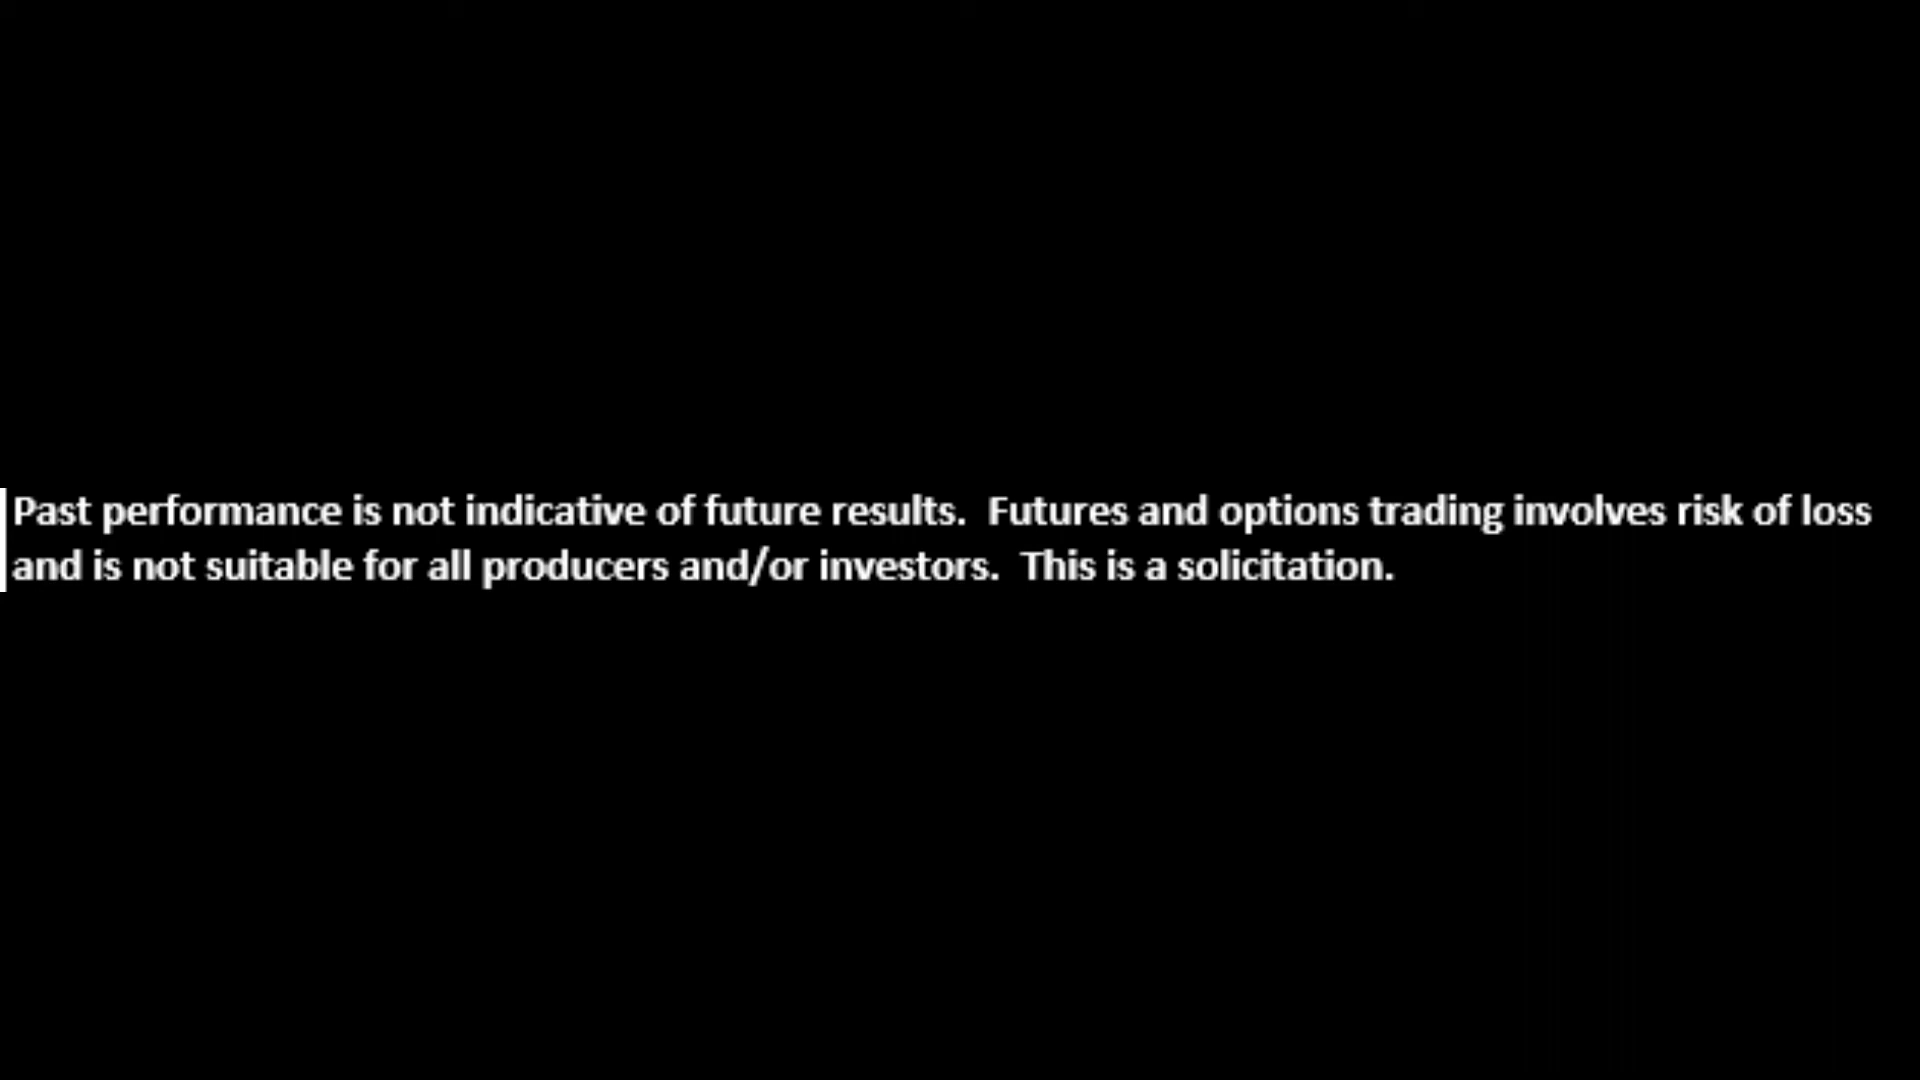 Past performance is not indicative of future results.  Futures and options trading involves risk of loss
and is not suitable for all producers and/or investors.  This is a solicitation.